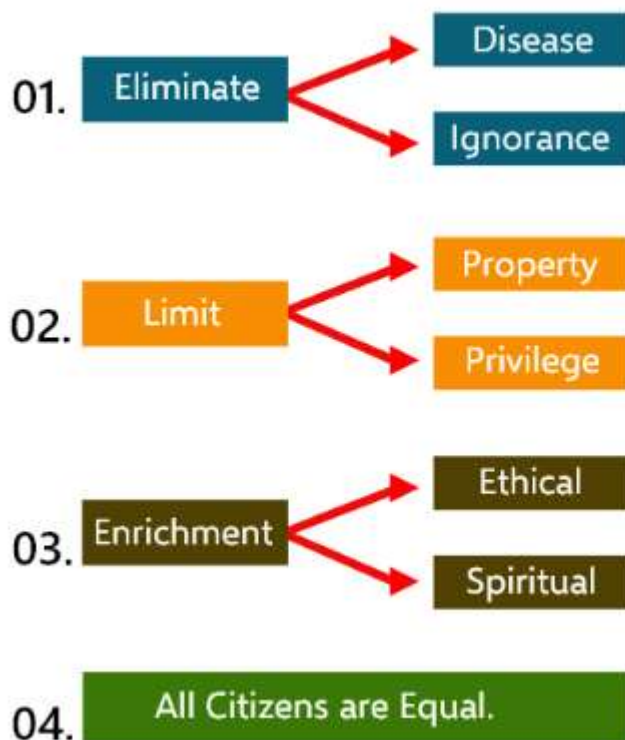 01. Eliminate
Disease
Ignorance
02. Limit
Property
Privilege
03. Enrichment
Ethical
Spiritual
04. All Citizens are Equal.